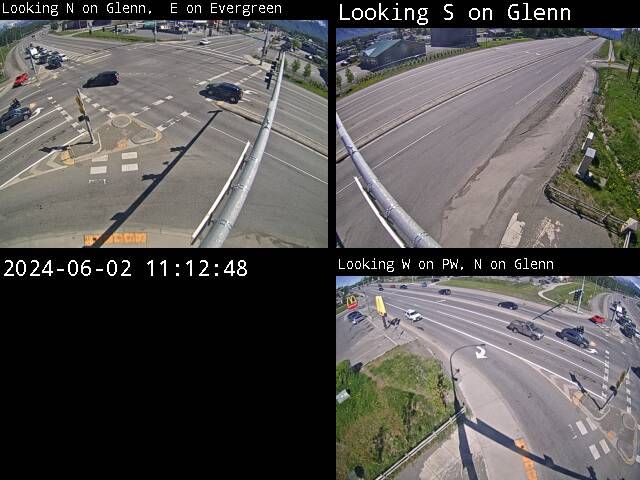 Looking N on Glenn, E on Evergreen
Looking S on Glenn
2024-06-02 11:12:48
Looking W on PW, N on Glenn